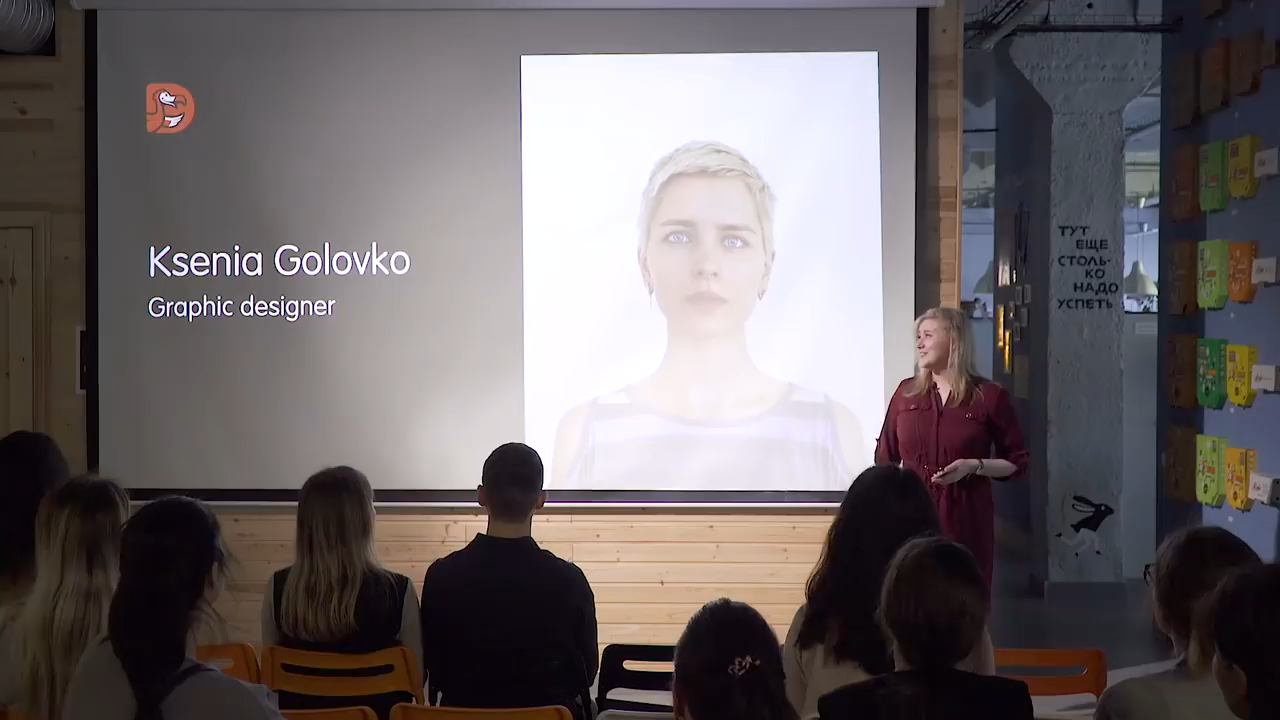 Ksenia Golovko
Graphic designer
ТУТ
ЕЩЕ
СТОЛЬ-
КО
НАДО
УСПЕТЬ